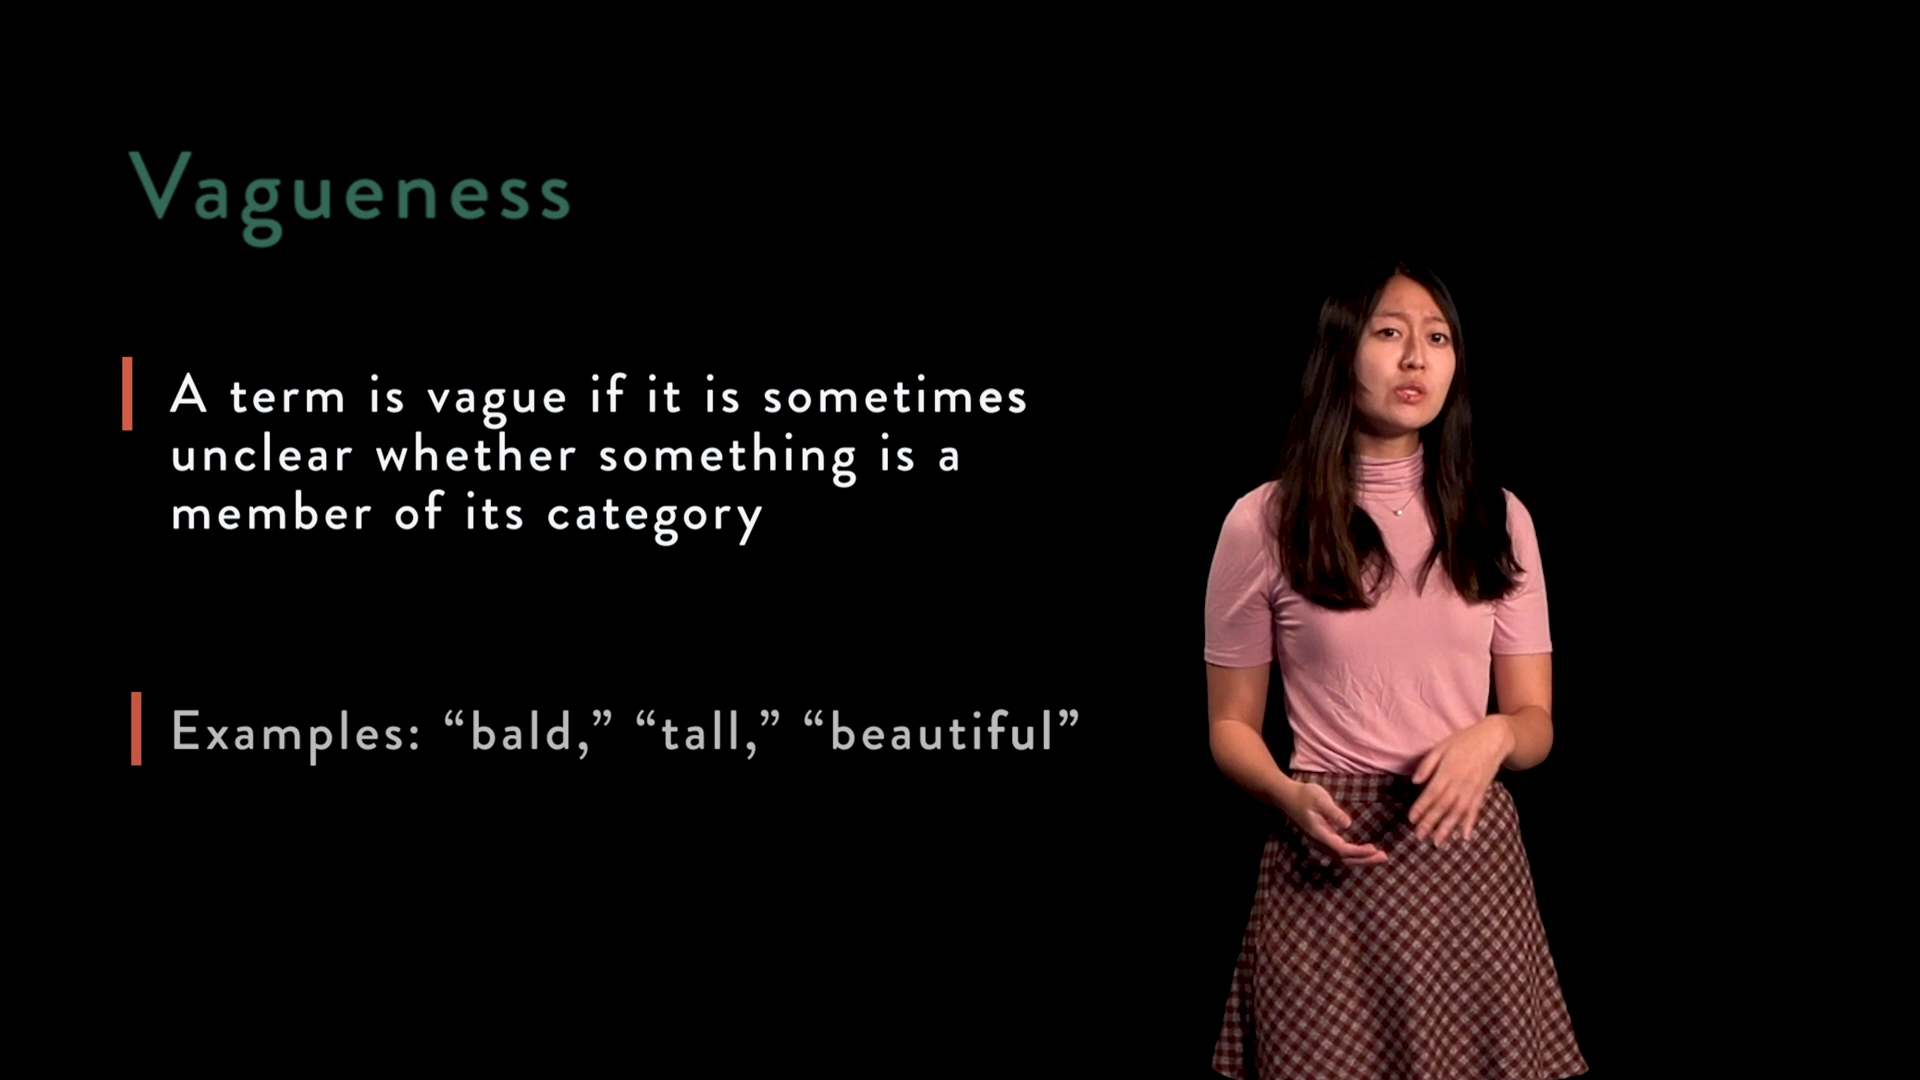 Vagueness
A term is vague if it is sometimes
unclear whether something is a
member of its category
Examples: “bald,” “tall,” “beautiful”